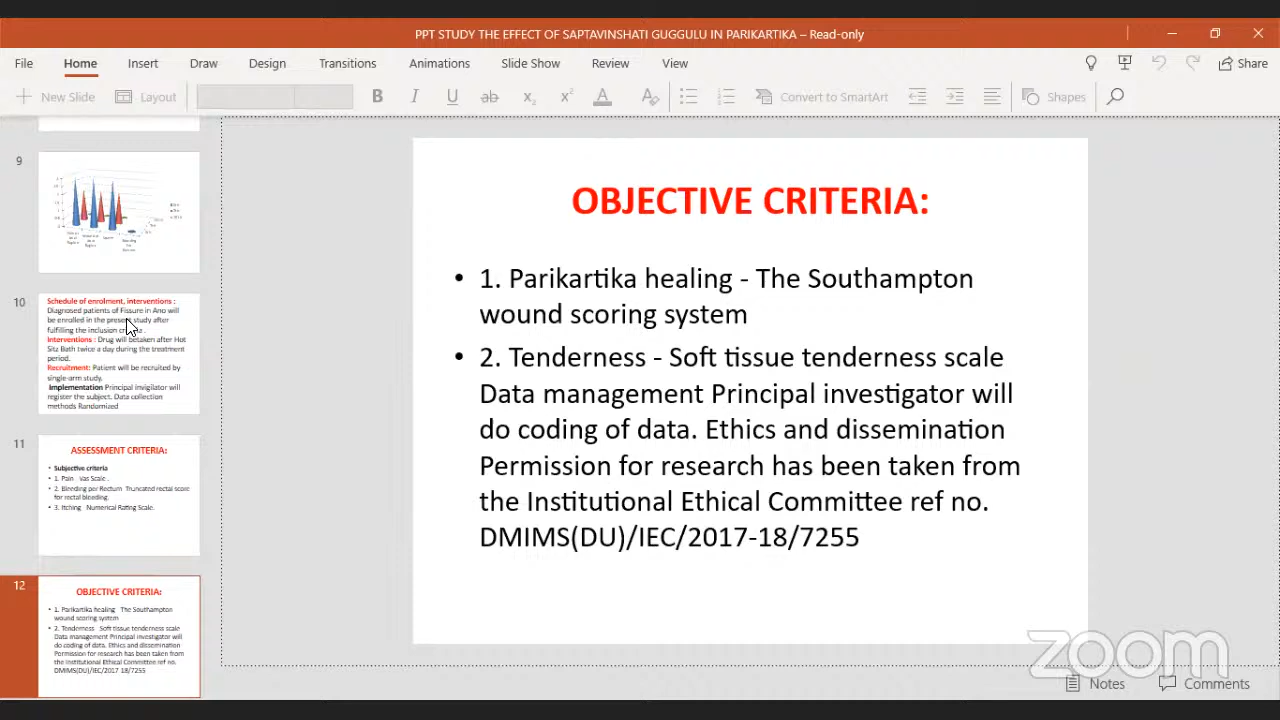 PPT STUDY THE EFFECT OF SAPTAVINSHATI GUGGULU IN PARIKARTIKA – Read-only
File Home Insert Draw Design Transitions Animations Slide Show Review View Share
New Slide Layout B I U ab x₂ x² A Convert to SmartArt Shapes
9
10
Schedule of enrolment, interventions :
Diagnosed patients of Fissure in Ano will
be enrolled in the present study after
fulfilling the inclusion
Interventions : Drug will betaken after Hot
Sitz Bath twice a day during the treatment
period.
Recruitment: Patient will be recruited by
single-arm study.
Implementation Principal invigilator will
register the subject. Data collection
methods Randomized
11
ASSESSMENT CRITERIA:
• Subjective criteria
• 1. Pain Vas Scale .
• 2. Bleeding per Rectum Truncated rectal score
for rectal bleeding.
• 3. Itching Numerical Rating Scale.
12
OBJECTIVE CRITERIA:
• 1. Parikartika healing The Southampton
wound scoring system
• 2. Tenderness Soft tissue tenderness scale
Data management Principal investigator will
do coding of data. Ethics and dissemination
Permission for research has been taken from
the Institutional Ethical Committee ref no.
DMIMS(DU)/IEC/2017 18/7255
OBJECTIVE CRITERIA:
• 1. Parikartika healing - The Southampton
wound scoring system
• 2. Tenderness - Soft tissue tenderness scale
Data management Principal investigator will
do coding of data. Ethics and dissemination
Permission for research has been taken from
the Institutional Ethical Committee ref no.
DMIMS(DU)/IEC/2017-18/7255
zoom
Notes Comments